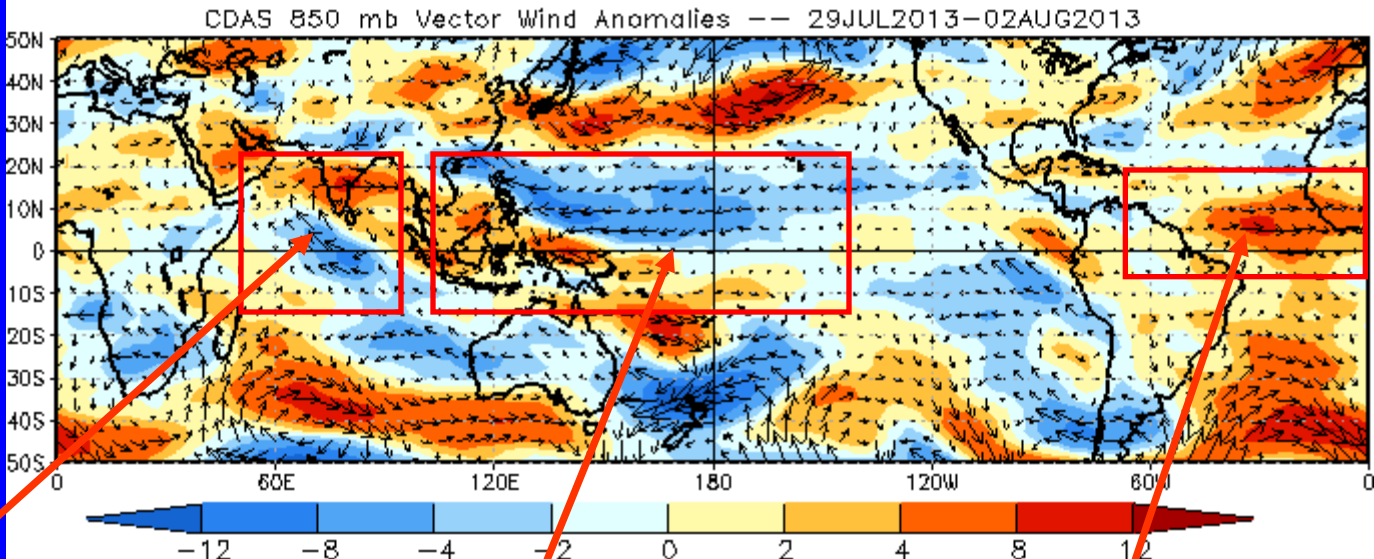 CDAS 850 mb Vector Wind Anomalies -- 29JUL2013-02AUG2013
50N
40N
30N
20N
10N
0
10S
20S
30S
40S
50S
0 60E 120E 180 120W 60W 0
-12 -8 -4 -2 0 2 4 8 12